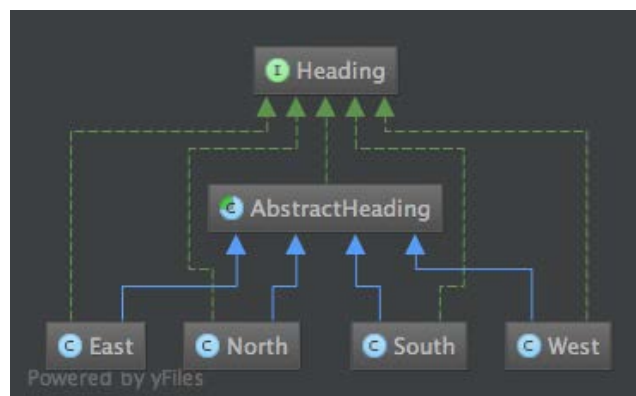 I Heading
C AbstractHeading
C East
C North
C South
C West
Powered by yFiles